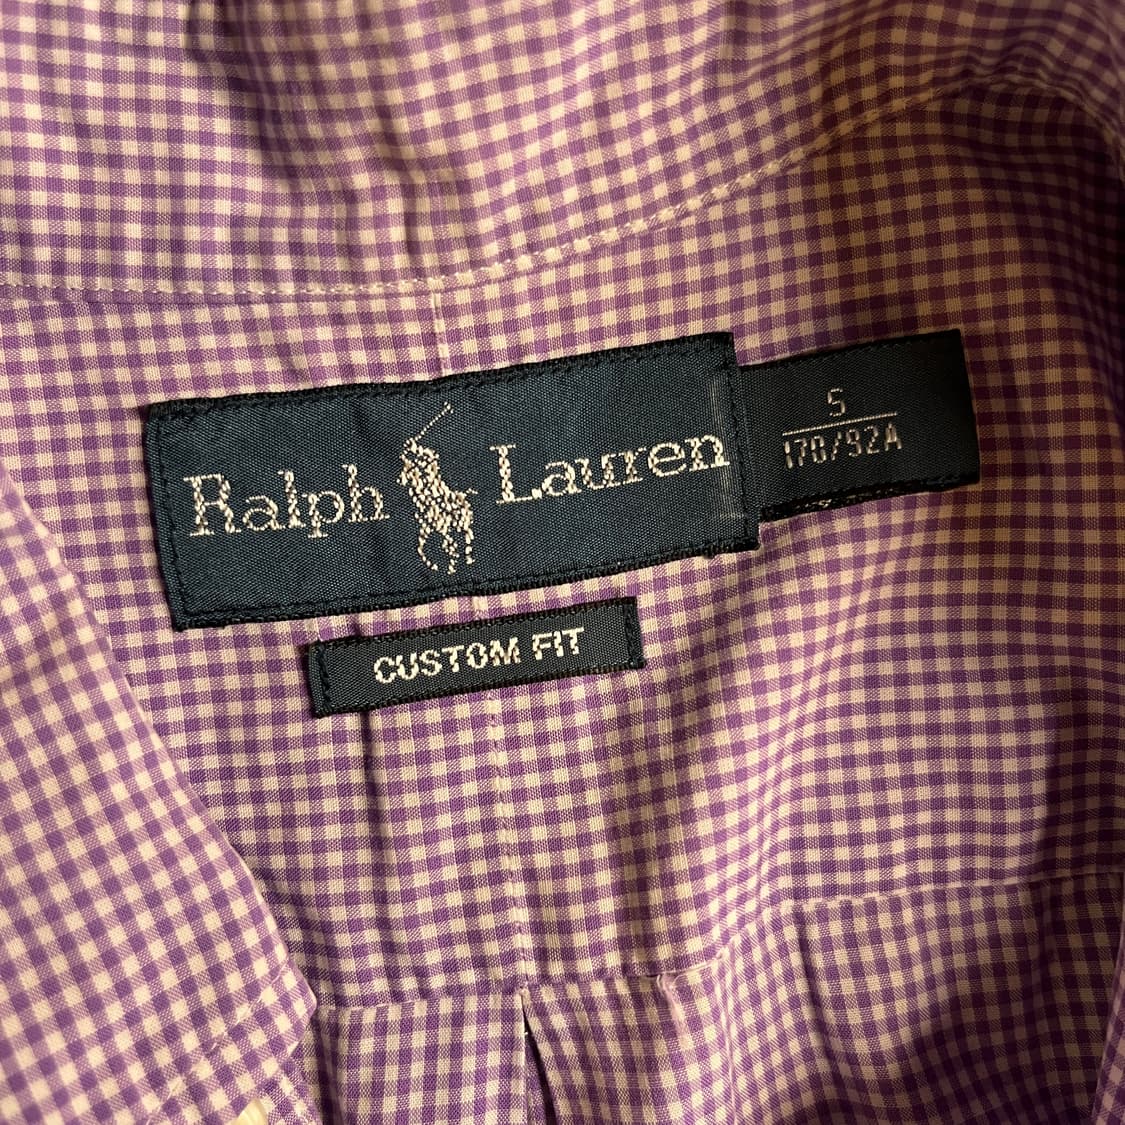 Ralph Lauren
S
170/92A
CUSTOM FIT